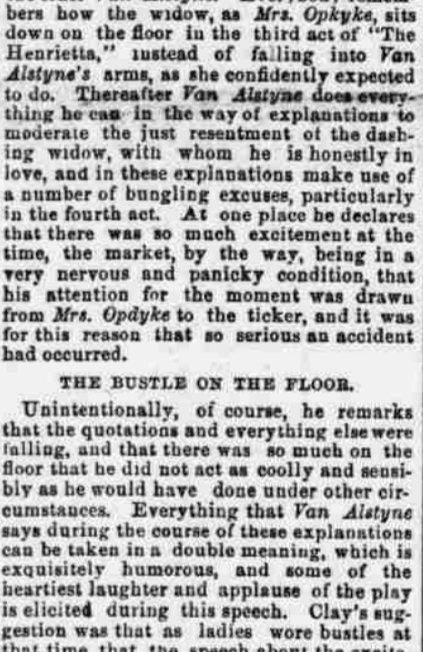 bers how the widow, as Mrs. Opkyke, sits
down on the floor in the third act of "The
Henrietta," instead of falling into Van
Alstyne's arms, as she confidently expected
to do. Thereafter Van Alstyne does every-
thing he can in the way of explanations to
moderate the just resentment of the dash-
ing widow, with whom he is honestly in
love, and in these explanations make use of
a number of bungling excuses, particularly
in the fourth act. At one place he declares
that there was so much excitement at the
time, the market, by the way, being in a
very nervous and panicky condition, that
his attention for the moment was drawn
from Mrs. Opdyke to the ticker, and it was
for this reason that so serious an accident
had occurred.
THE BUSTLE ON THE FLOOR.
Unintentionally, of course, he remarks
that the quotations and everything else were
falling, and that there was so much on the
floor that he did not act as coolly and sensi-
bly as he would have done under other cir-
cumstances. Everything that Van Alstyne
says during the course of these explanations
can be taken in a double meaning, which is
exquisitely humorous, and some of the
heartiest laughter and applause of the play
is elicited during this speech. Clay's sug-
gestion was that as ladies wore bustles at
that time that the speech about the excite-